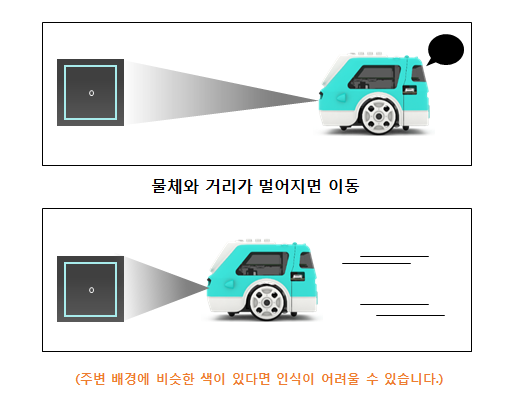 물체와 거리가 멀어지면 이동
(주변 배경에 비슷한 색이 있다면 인식이 어려울 수 있습니다.)